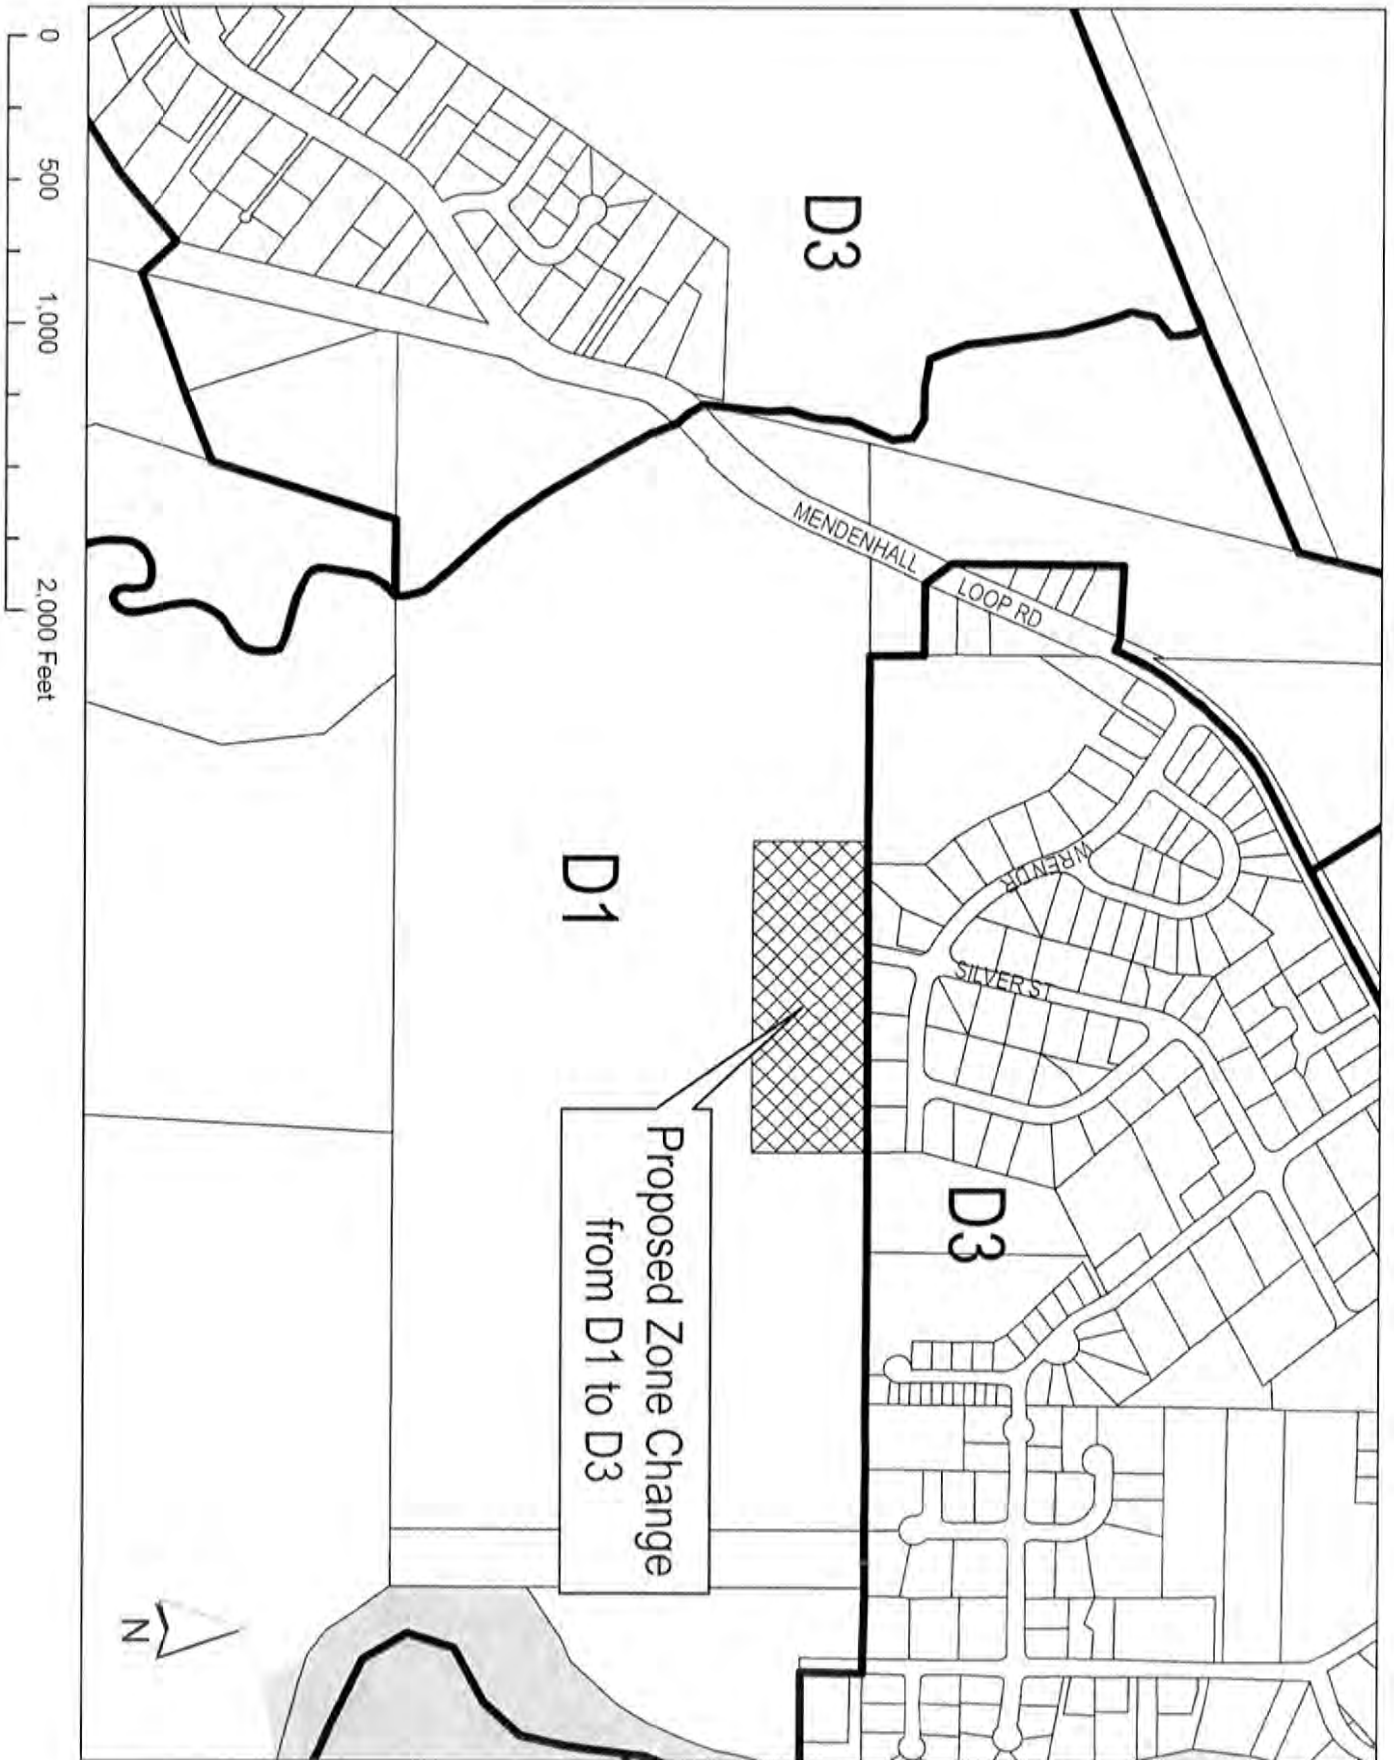 D3
MENDENHALL
LOOP RD
WREN DR
SILVER ST
D3
D1
Proposed Zone Change
from D1 to D3
N
0 500 1,000 2,000 Feet